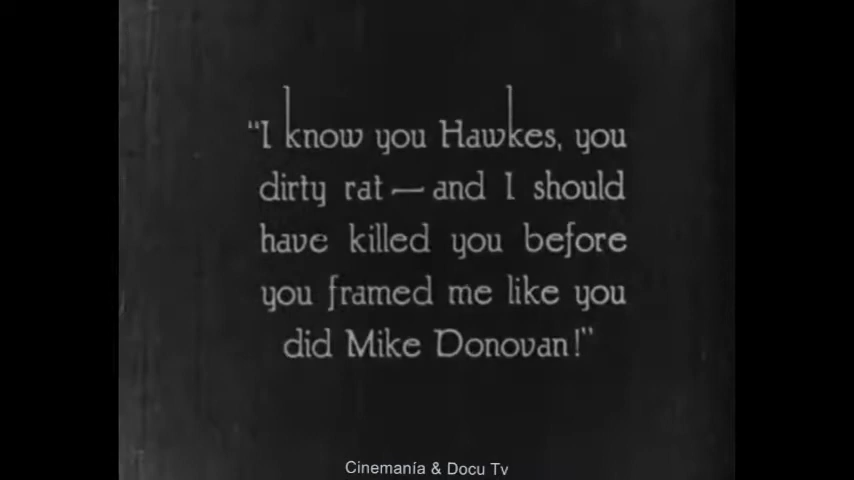 “I know you Hawkes, you
dirty rat — and I should
have killed you before
you framed me like you
did Mike Donovan!”
Cinemanía & Docu Tv